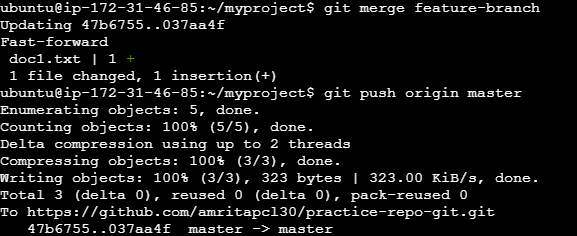 ubuntu@ip-172-31-46-85:~/myproject$ git merge feature-branch
Updating 47b6755..037aa4f
Fast-forward
 doc1.txt | 1 +
 1 file changed, 1 insertion(+)
ubuntu@ip-172-31-46-85:~/myproject$ git push origin master
Enumerating objects: 5, done.
Counting objects: 100% (5/5), done.
Delta compression using up to 2 threads
Compressing objects: 100% (3/3), done.
Writing objects: 100% (3/3), 323 bytes | 323.00 KiB/s, done.
Total 3 (delta 0), reused 0 (delta 0), pack-reused 0
To https://github.com/amritapcl30/practice-repo-git.git
   47b6755..037aa4f  master -> master